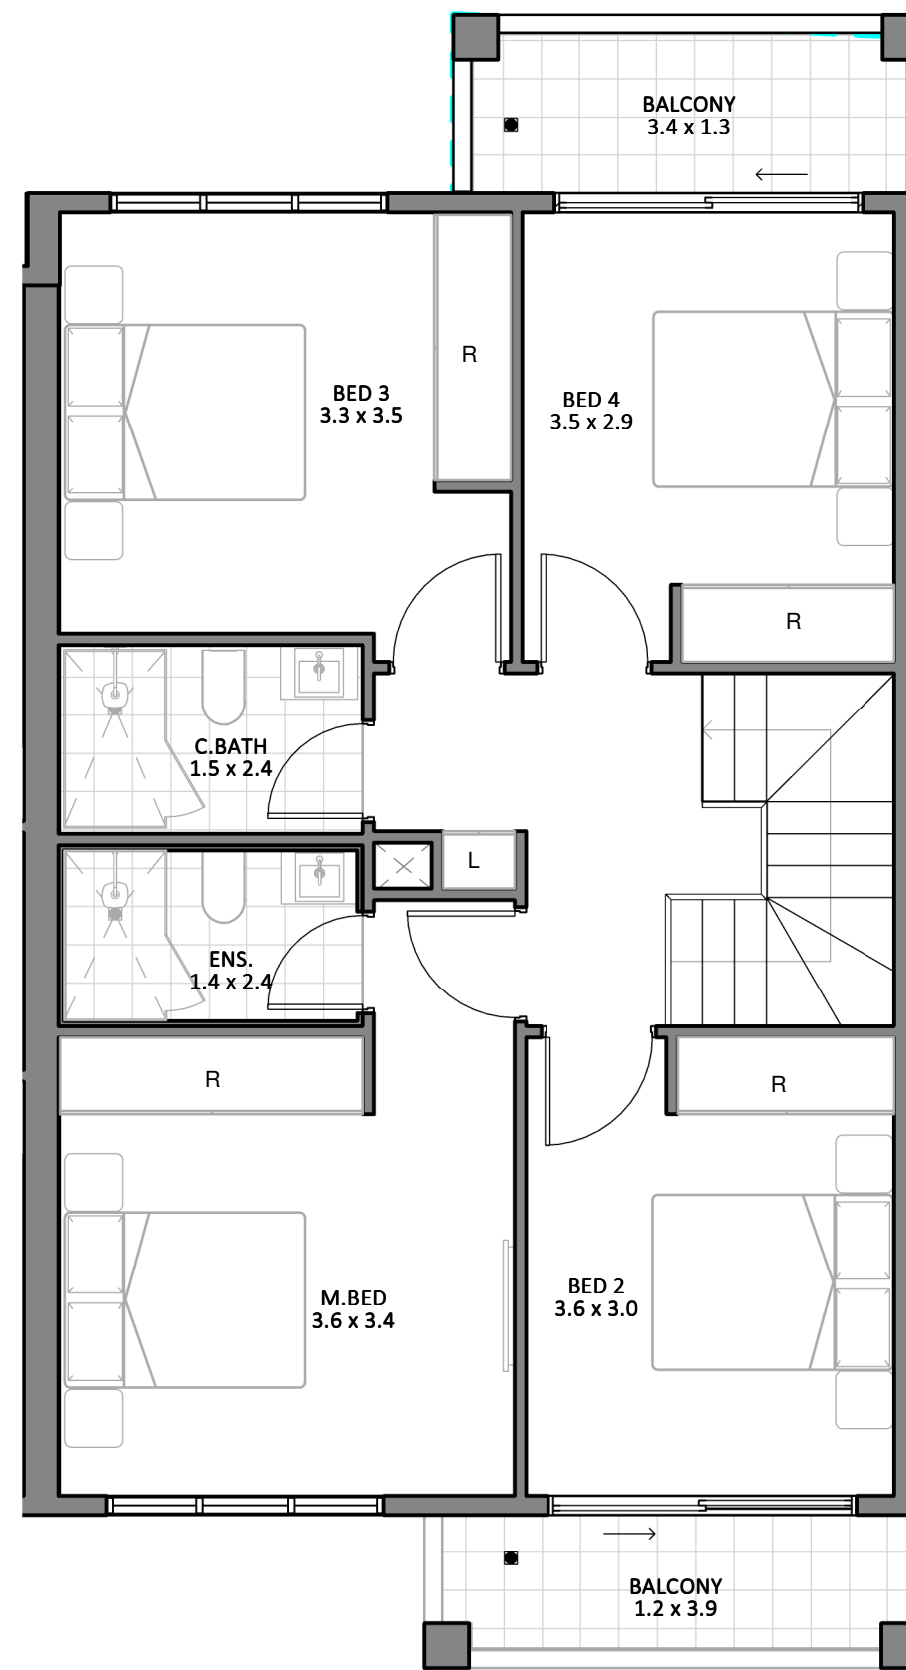 BALCONY
3.4 x 1.3
R
BED 3
3.3 x 3.5
BED 4
3.5 x 2.9
R
C.BATH
1.5 x 2.4
L
ENS.
1.4 x 2.4
R
R
M.BED
3.6 x 3.4
BED 2
3.6 x 3.0
BALCONY
1.2 x 3.9